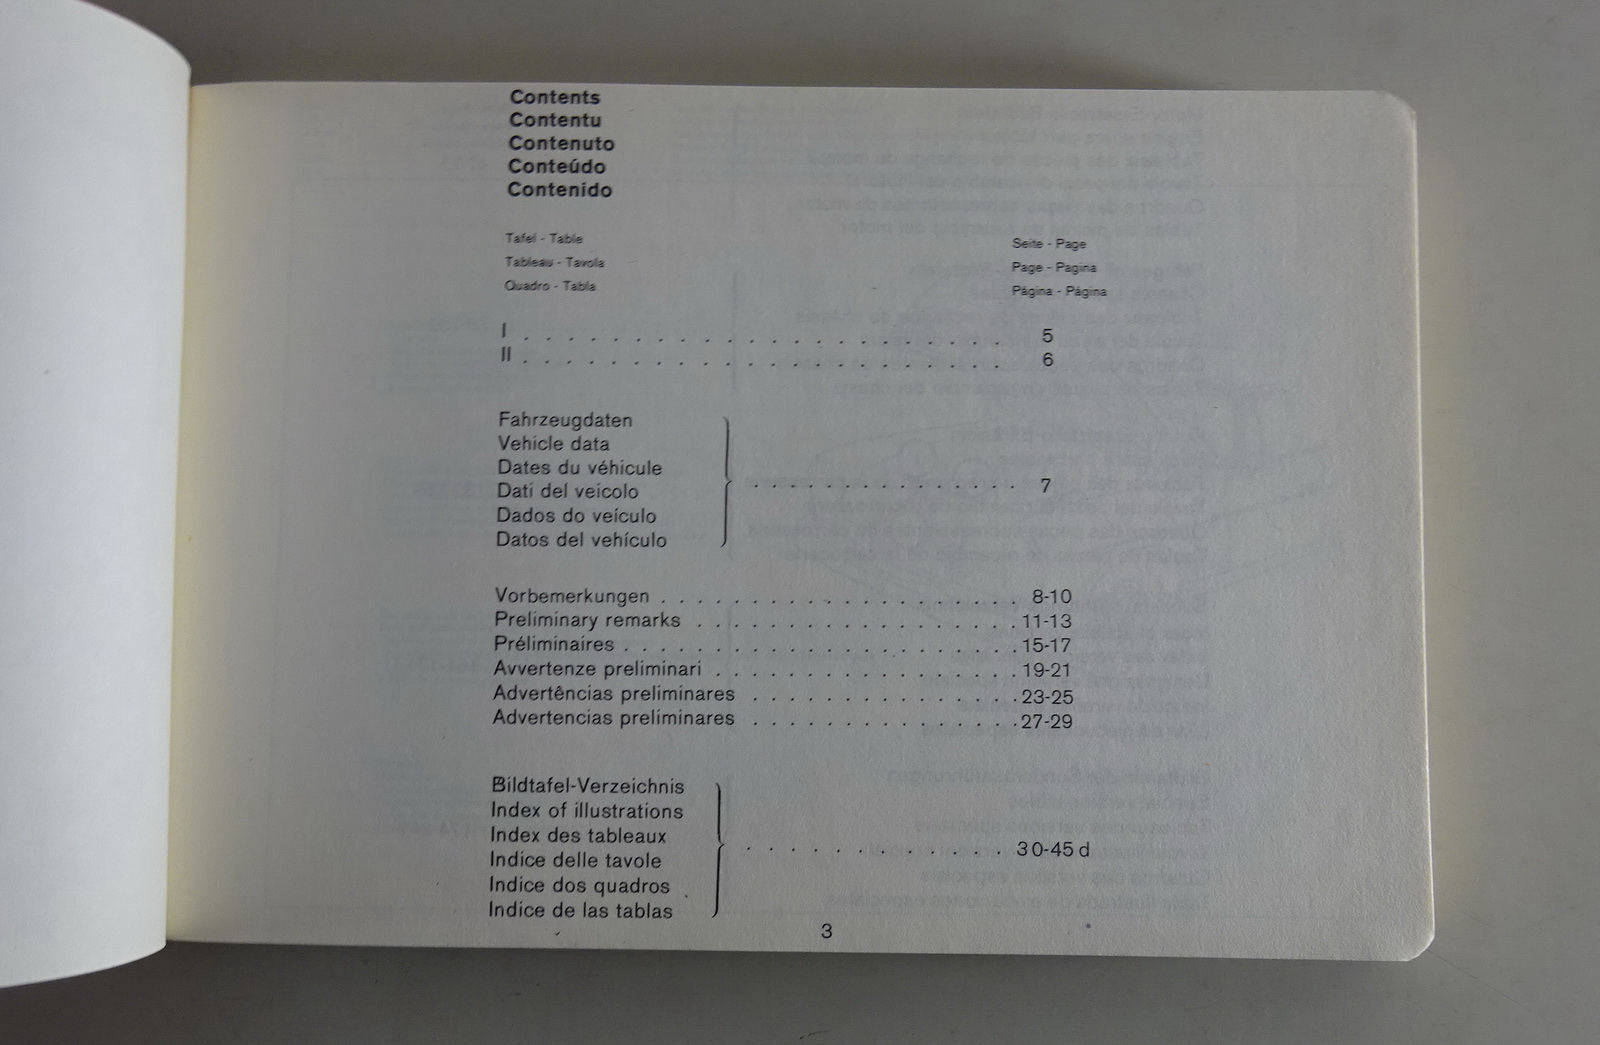 Contents
Contentu
Contenuto
Conteúdo
Contenido
Tafel - Table
Tableau - Tavola
Quadro - Tabla
Seite - Page
Page - Pagina
Página - Página
I . . . . . . . . . . . . . . . . . . . . . . 5
II . . . . . . . . . . . . . . . . . . . . . . 6
Fahrzeugdaten
Vehicle data
Dates du véhicule
Dati del veicolo . . . . . . . . . . . . . . . 7
Dados do veículo
Datos del vehículo
Vorbemerkungen . . . . . . . . . . . . . . . . . . 8-10
Preliminary remarks . . . . . . . . . . . . . . . . 11-13
Préliminaires . . . . . . . . . . . . . . . . . . . 15-17
Avvertenze preliminari . . . . . . . . . . . . . . . 19-21
Advertências preliminares . . . . . . . . . . . . . 23-25
Advertencias preliminares . . . . . . . . . . . . . 27-29
Bildtafel-Verzeichnis
Index of illustrations
Index des tableaux
Indice delle tavole . . . . . . . . . . . . . 30-45 d
Indice dos quadros
Indice de las tablas
3